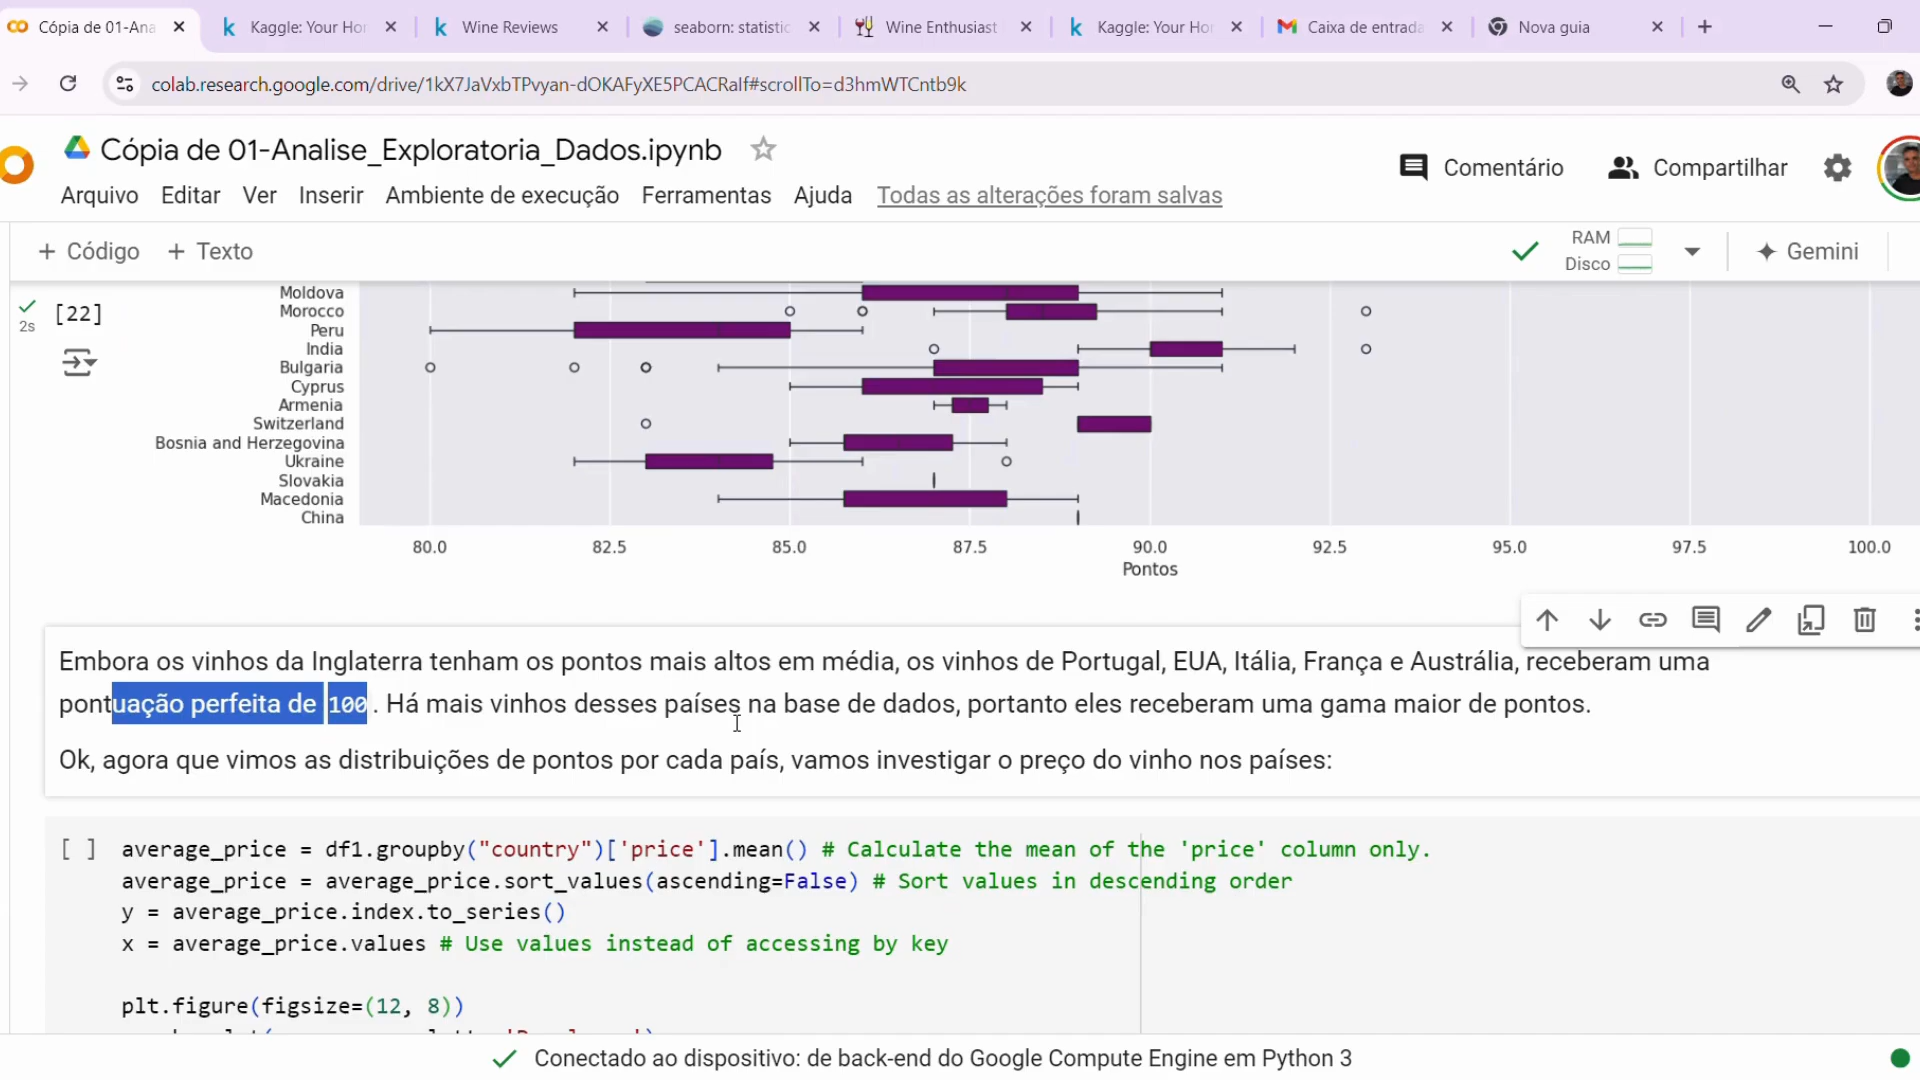 Cópia de 01-Ana
Kaggle: Your Ho
Wine Reviews
seaborn: statistic
Wine Enthusiast
Kaggle: Your Ho
Caixa de entrada
Nova guia
colab.research.google.com/drive/1kX7JaVxbTPvyan-dOKAFyXE5PCACRaIf#scrollTo=d3hmWTCntb9k
Cópia de 01-Analise_Exploratoria_Dados.ipynb
Comentário
Compartilhar
Arquivo Editar Ver Inserir Ambiente de execução Ferramentas Ajuda Todas as alterações foram salvas
+ Código + Texto
RAM
Disco
Gemini
[22]
2s
Moldova
Morocco
Peru
India
Bulgaria
Cyprus
Armenia
Switzerland
Bosnia and Herzegovina
Ukraine
Slovakia
Macedonia
China
80.0 82.5 85.0 87.5 90.0 92.5 95.0 97.5 100.0
Pontos
Embora os vinhos da Inglaterra tenham os pontos mais altos em média, os vinhos de Portugal, EUA, Itália, França e Austrália, receberam uma
pontuação perfeita de 100 . Há mais vinhos desses países na base de dados, portanto eles receberam uma gama maior de pontos.
Ok, agora que vimos as distribuições de pontos por cada país, vamos investigar o preço do vinho nos países:
[ ] average_price = df1.groupby("country")['price'].mean() # Calculate the mean of the 'price' column only.
average_price = average_price.sort_values(ascending=False) # Sort values in descending order
y = average_price.index.to_series()
x = average_price.values # Use values instead of accessing by key
plt.figure(figsize=(12, 8))
Conectado ao dispositivo: de back-end do Google Compute Engine em Python 3